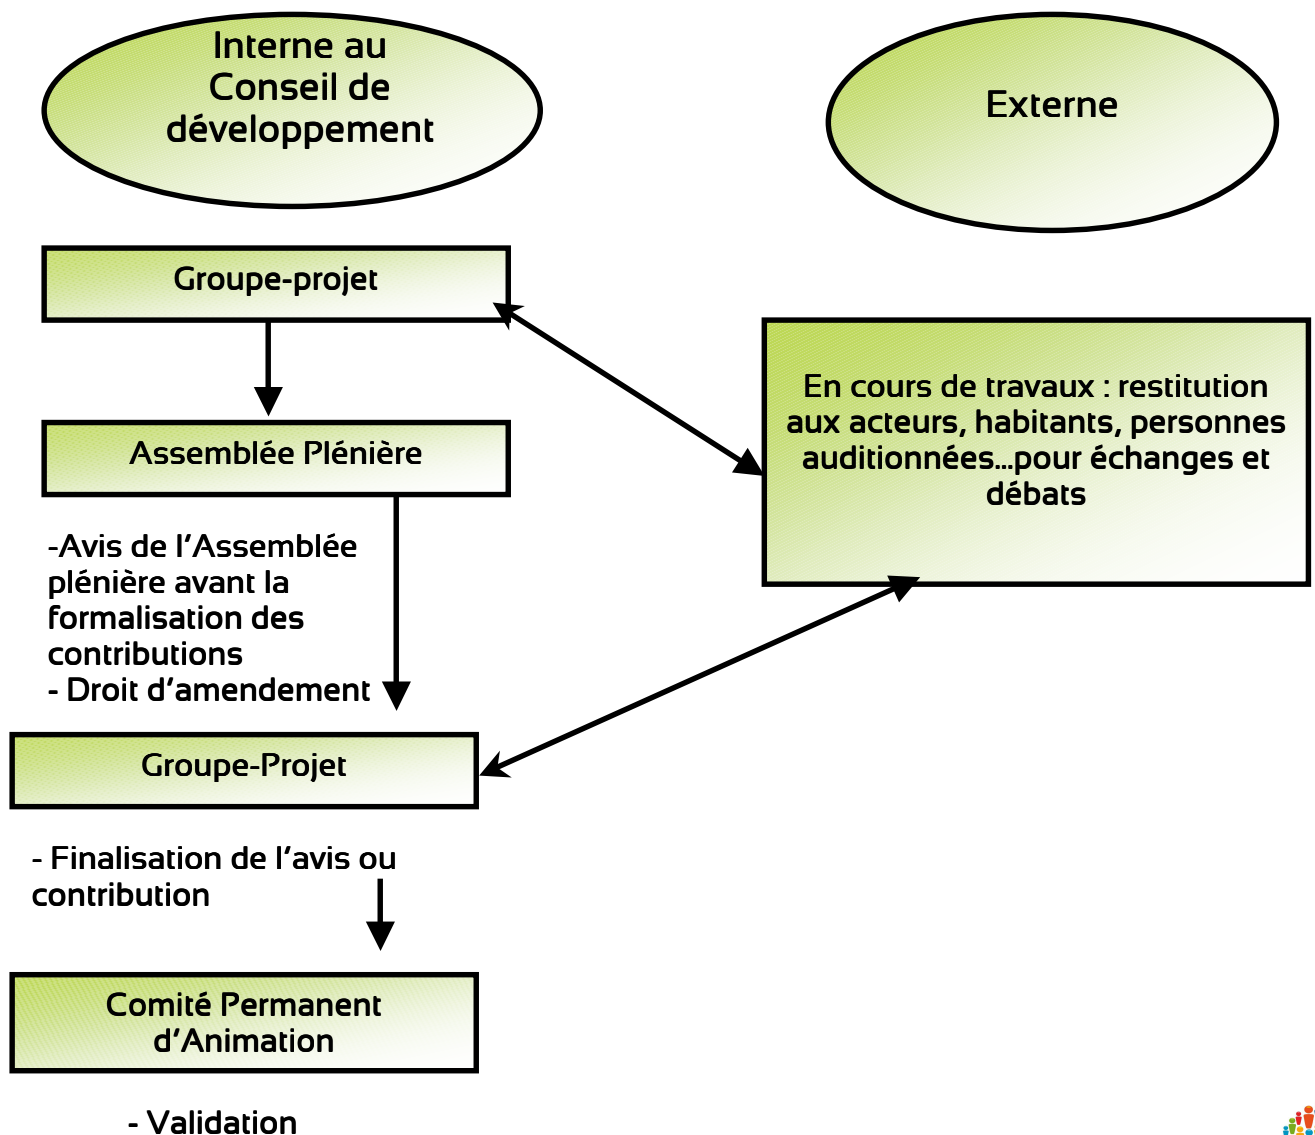 Interne au
Conseil de
développement
Externe
Groupe-projet
En cours de travaux : restitution
aux acteurs, habitants, personnes
auditionnées...pour échanges et
débats
Assemblée Plénière
-Avis de l'Assemblée
plénière avant la
formalisation des
contributions
- Droit d'amendement
Groupe-Projet
- Finalisation de l'avis ou
contribution
Comité Permanent
d'Animation
- Validation